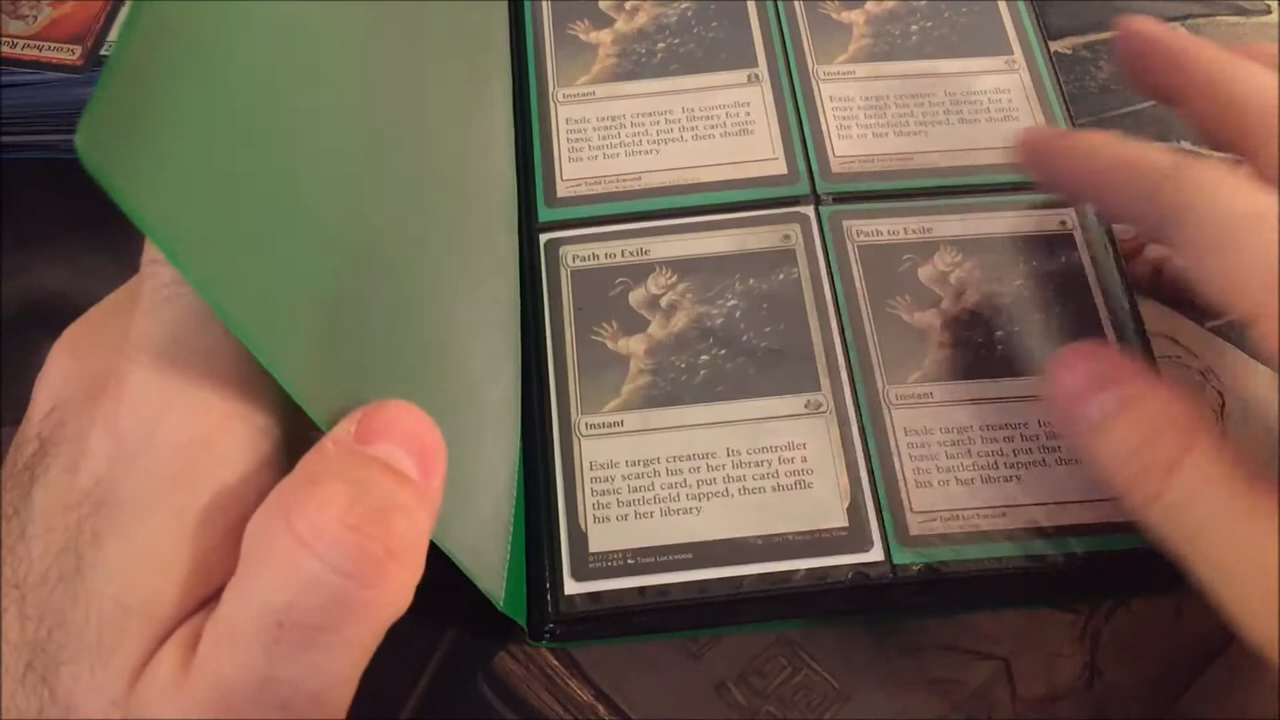 Scorched Ru
2
Instant
Exile target creature. Its controller
may search his or her library for a
basic land card, put that card onto
the battlefield tapped, then shuffle
his or her library.
Todd Lockwood
Instant
Exile target creature. Its controller
may search his or her library for a
basic land card, put that card onto
the battlefield tapped, then shuffle
his or her library.
Todd Lockwood
Path to Exile
Instant
Exile target creature. Its controller
may search his or her library for a
basic land card, put that card onto
the battlefield tapped, then shuffle
his or her library.
017/249 U
MM3 EN Todd Lockwood
Path to Exile
Instant
Exile target creature. Its
may search his or her lib
basic land card, put that
the battlefield tapped, then
his or her library.
Todd Lockwood